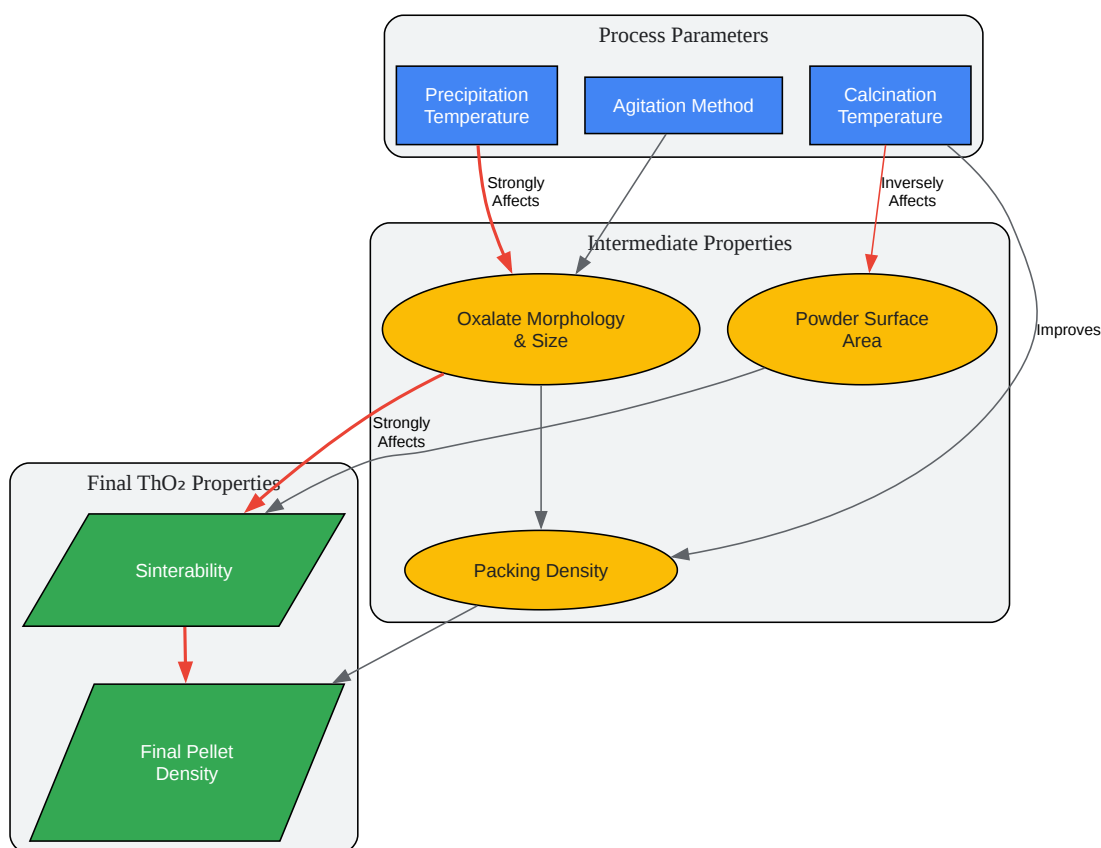 Process Parameters
Precipitation
Temperature
Agitation Method
Calcination
Temperature
Strongly
Affects
Inversely
Affects
Intermediate Properties
Oxalate Morphology
& Size
Powder Surface
Area
Improves
Strongly
Affects
Final ThO₂ Properties
Sinterability
Packing Density
Final Pellet
Density